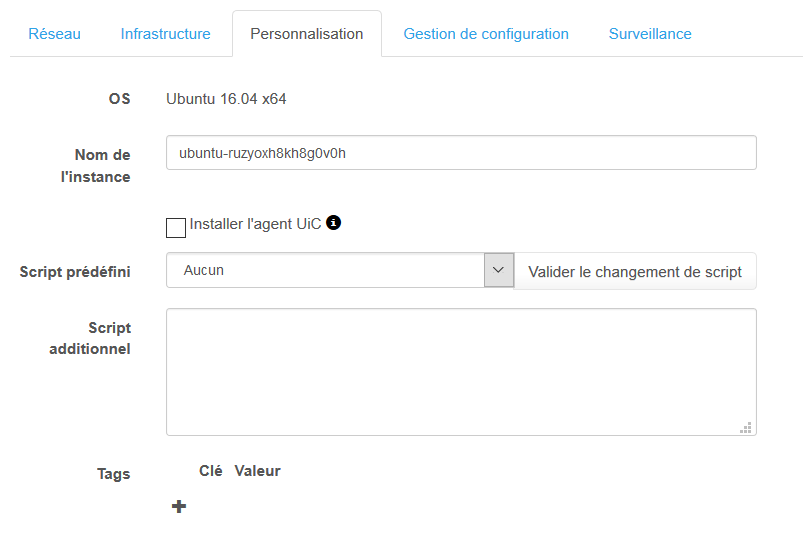 Réseau Infrastructure Personnalisation Gestion de configuration Surveillance
OS Ubuntu 16.04 x64
Nom de l'instance ubuntu-ruzyoxh8kh8g0v0h
Installer l'agent UiC
Script prédéfini Aucun Valider le changement de script
Script
additionnel
Tags Clé Valeur